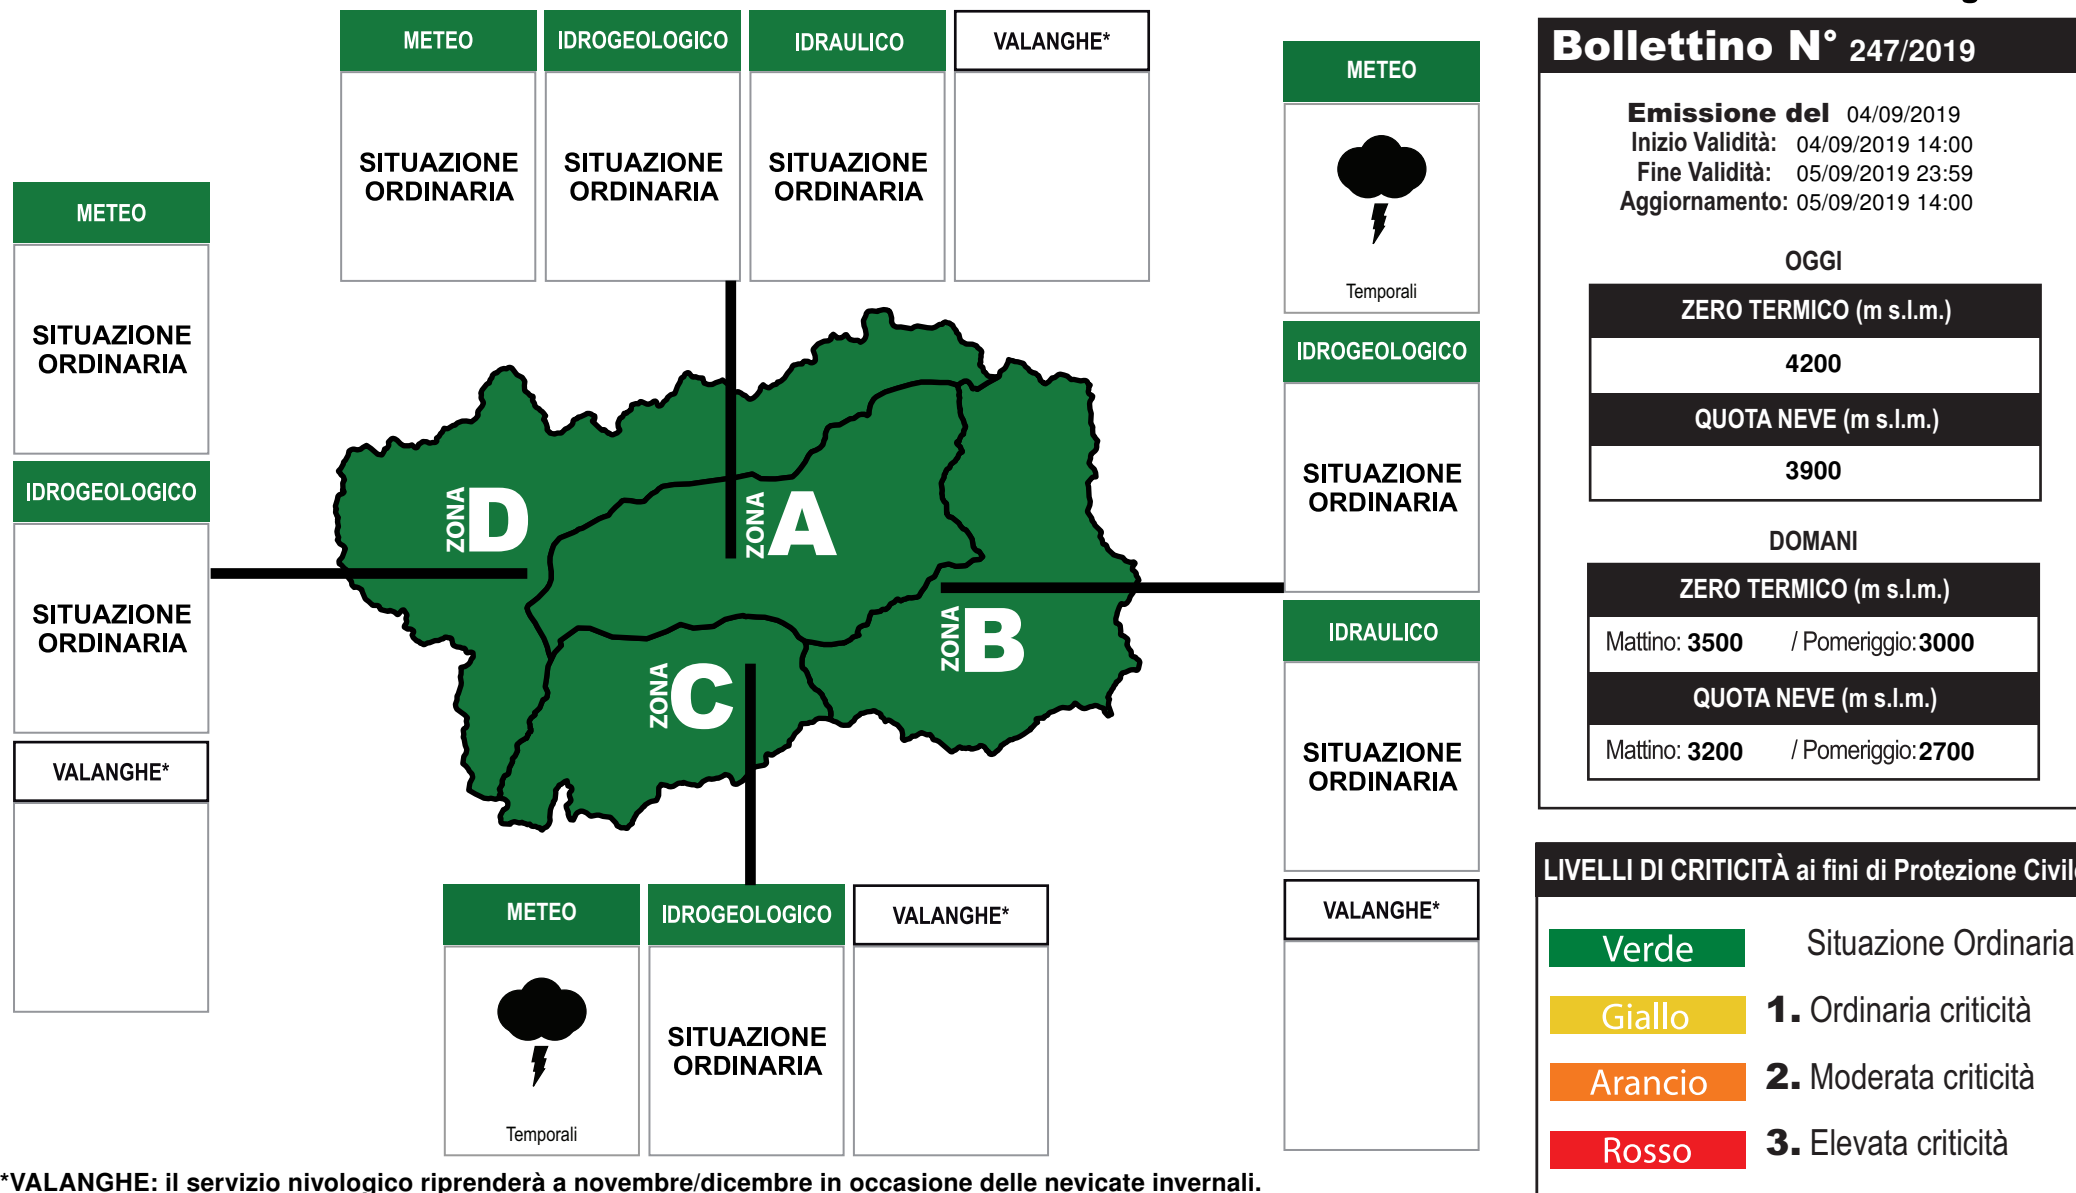 METEO
IDROGEOLOGICO
IDRAULICO
VALANGHE*
SITUAZIONE
ORDINARIA
SITUAZIONE
ORDINARIA
SITUAZIONE
ORDINARIA
METEO
SITUAZIONE
ORDINARIA
IDROGEOLOGICO
SITUAZIONE
ORDINARIA
VALANGHE*
ZONA D
ZONA A
ZONA B
ZONA C
METEO
Temporali
IDROGEOLOGICO
SITUAZIONE
ORDINARIA
IDRAULICO
SITUAZIONE
ORDINARIA
VALANGHE*
METEO
IDROGEOLOGICO
VALANGHE*
Temporali
SITUAZIONE
ORDINARIA
*VALANGHE: il servizio nivologico riprenderà a novembre/dicembre in occasione delle nevicate invernali.
Bollettino N° 247/2019
Emissione del 04/09/2019
Inizio Validità: 04/09/2019 14:00
Fine Validità: 05/09/2019 23:59
Aggiornamento: 05/09/2019 14:00
OGGI
ZERO TERMICO (m s.l.m.)
4200
QUOTA NEVE (m s.l.m.)
3900
DOMANI
ZERO TERMICO (m s.l.m.)
Mattino: 3500 / Pomeriggio: 3000
QUOTA NEVE (m s.l.m.)
Mattino: 3200 / Pomeriggio: 2700
LIVELLI DI CRITICITÀ ai fini di Protezione Civile
Verde Situazione Ordinaria
Giallo 1. Ordinaria criticità
Arancio 2. Moderata criticità
Rosso 3. Elevata criticità